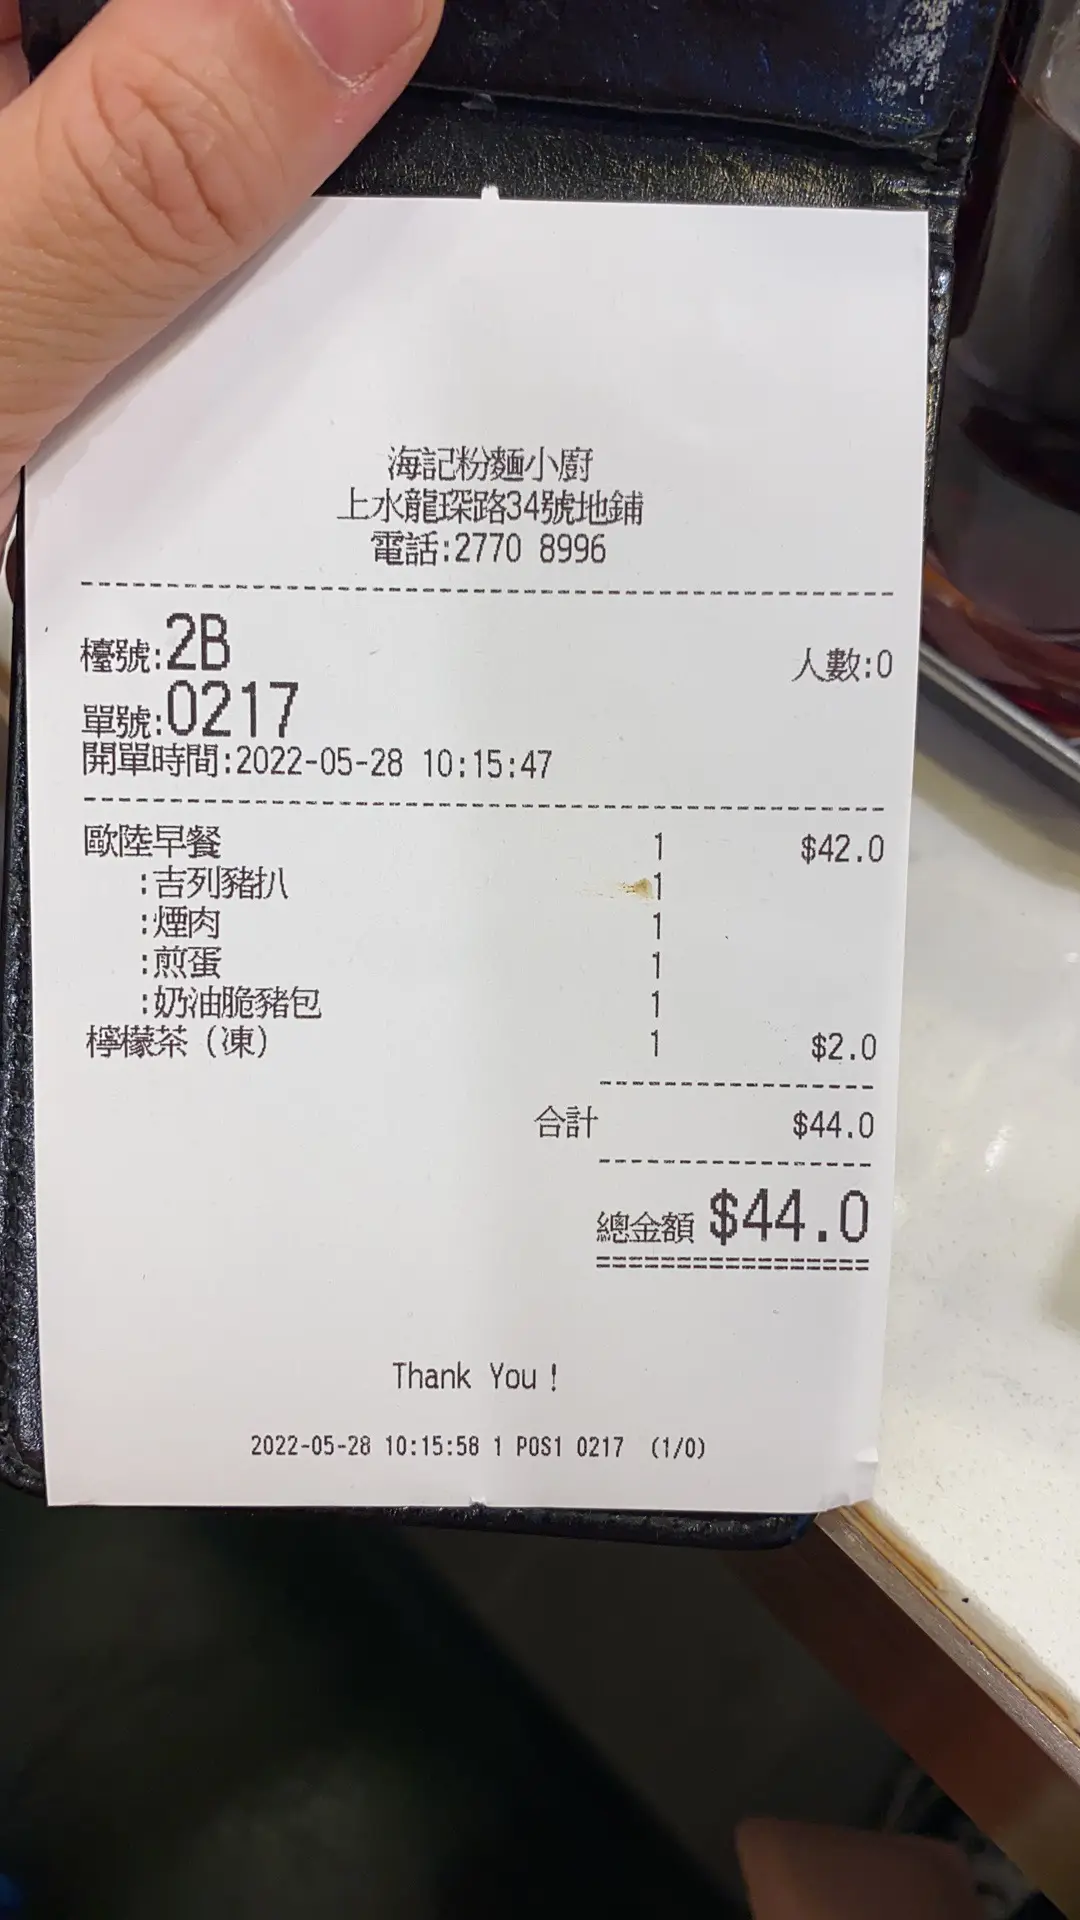 海記粉麵小廚
上水龍琛路34號地鋪
電話:2770 8996
檯號:2B 人數:0
單號:0217
開單時間:2022-05-28 10:15:47
歐陸早餐 1 $42.0
:吉列豬扒 1
:煙肉 1
:煎蛋 1
:奶油脆豬包 1
檸檬茶（凍） 1 $2.0
合計 $44.0
總金額 $44.0
Thank You !
2022-05-28 10:15:58 1 POS1 0217 (1/0)